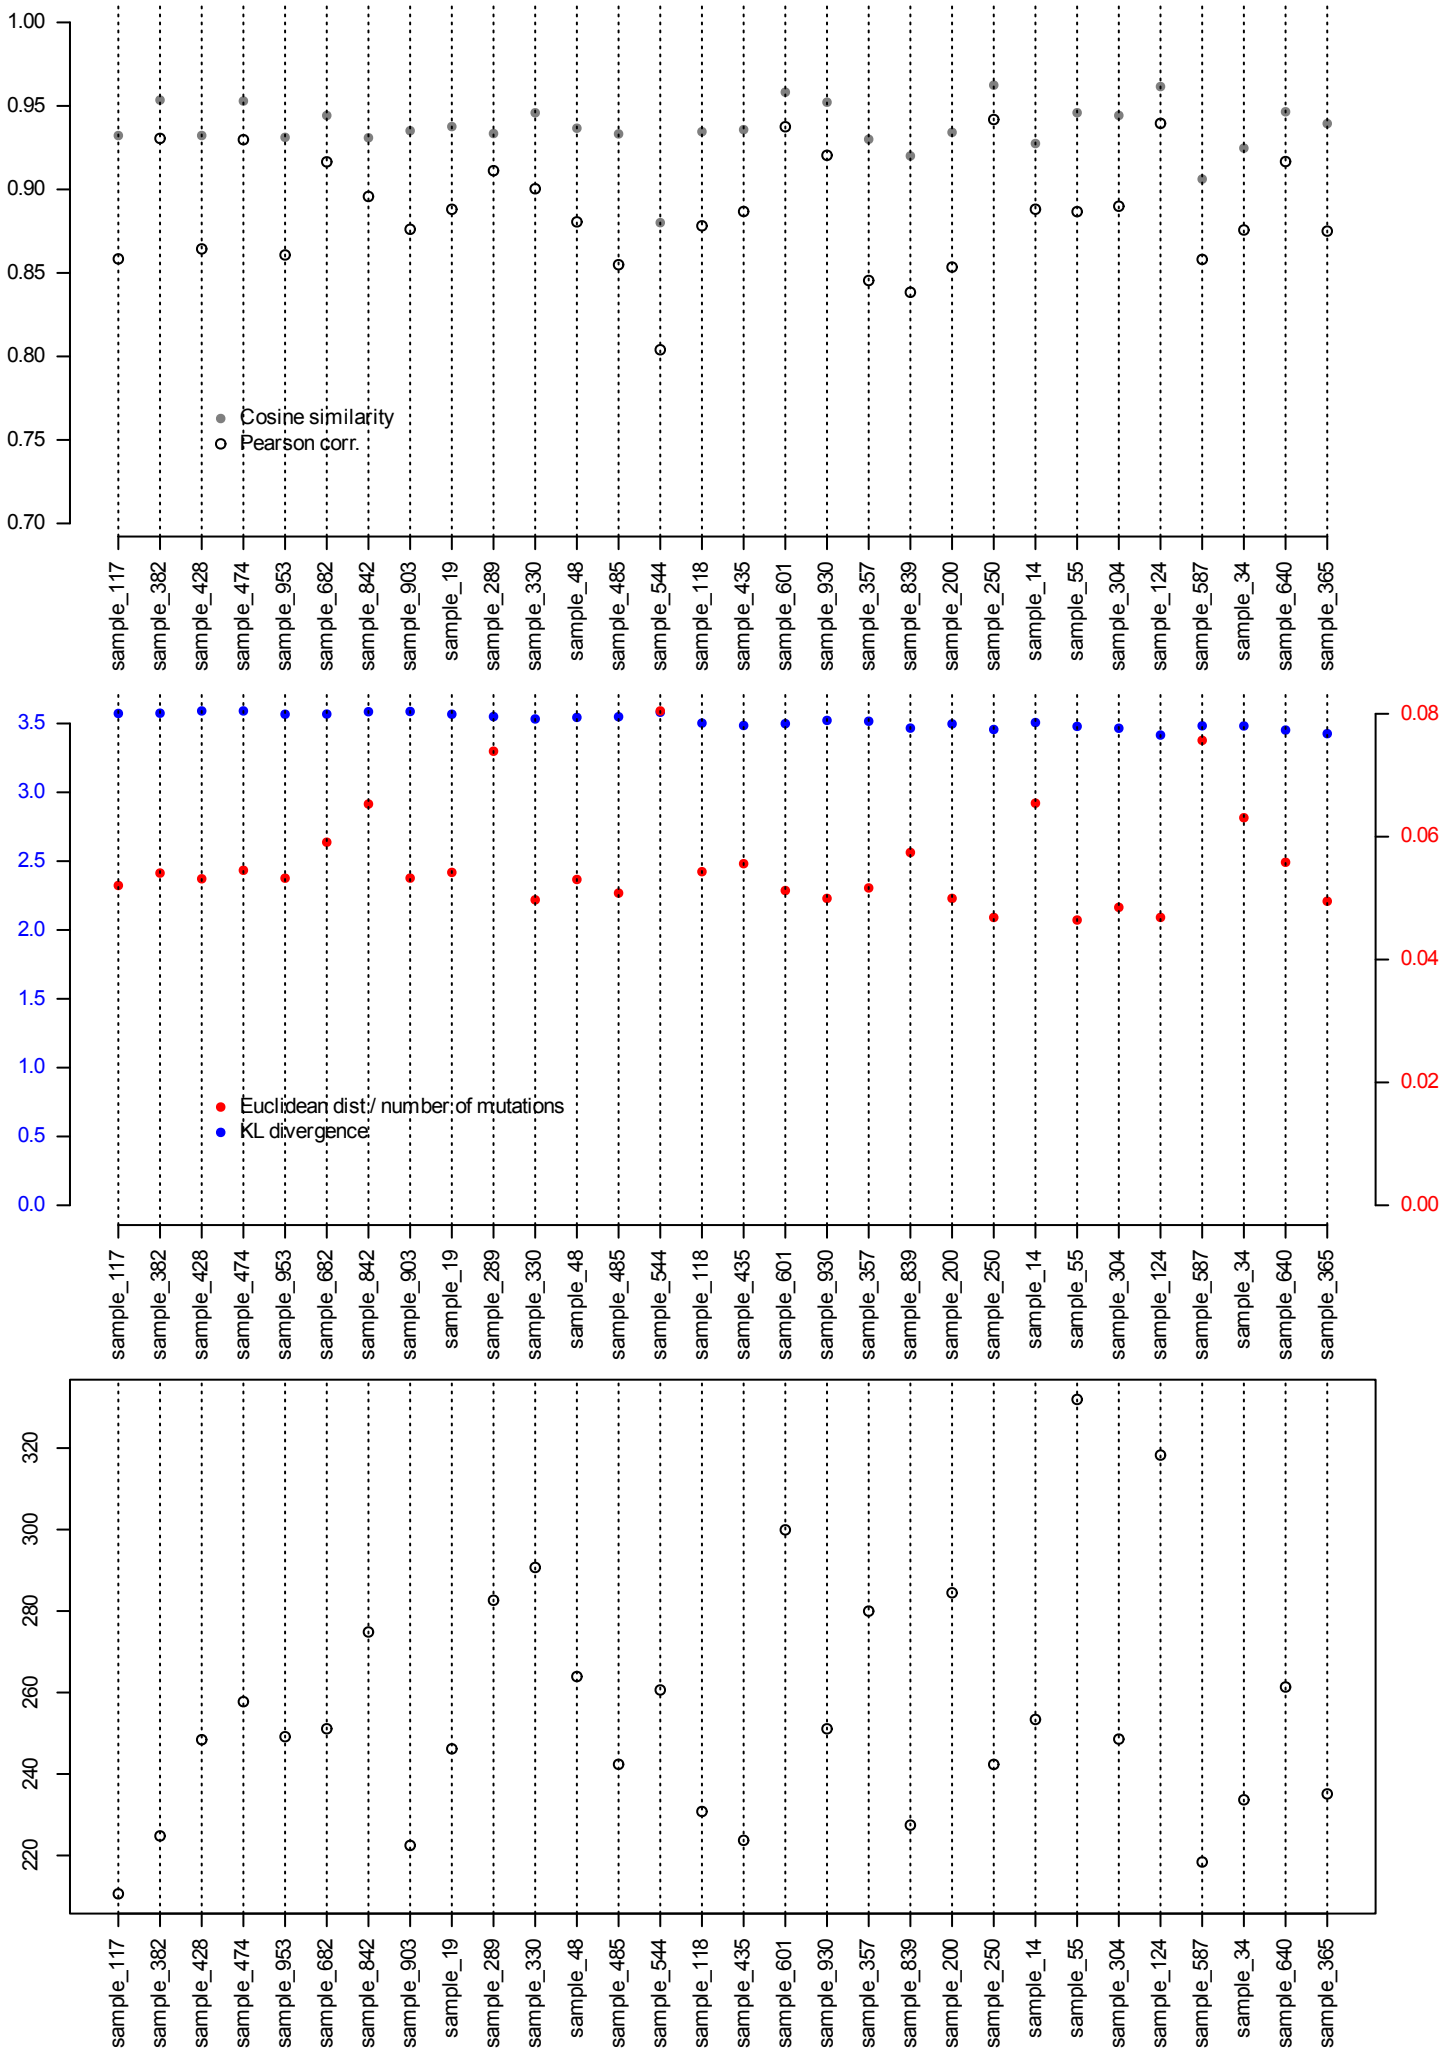 1.00
0.95
0.90
0.85
0.80
0.75
0.70
Cosine similarity
Pearson corr.
sample_117
sample_382
sample_428
sample_474
sample_953
sample_682
sample_842
sample_903
sample_19
sample_289
sample_330
sample_48
sample_485
sample_544
sample_118
sample_435
sample_601
sample_930
sample_357
sample_839
sample_200
sample_250
sample_14
sample_55
sample_304
sample_124
sample_587
sample_34
sample_640
sample_365
3.5
3.0
2.5
2.0
1.5
1.0
0.5
0.0
0.08
0.06
0.04
0.02
0.00
Euclidean dist./ number of mutations
KL divergence
sample_117
sample_382
sample_428
sample_474
sample_953
sample_682
sample_842
sample_903
sample_19
sample_289
sample_330
sample_48
sample_485
sample_544
sample_118
sample_435
sample_601
sample_930
sample_357
sample_839
sample_200
sample_250
sample_14
sample_55
sample_304
sample_124
sample_587
sample_34
sample_640
sample_365
320
300
280
260
240
220
sample_117
sample_382
sample_428
sample_474
sample_953
sample_682
sample_842
sample_903
sample_19
sample_289
sample_330
sample_48
sample_485
sample_544
sample_118
sample_435
sample_601
sample_930
sample_357
sample_839
sample_200
sample_250
sample_14
sample_55
sample_304
sample_124
sample_587
sample_34
sample_640
sample_365